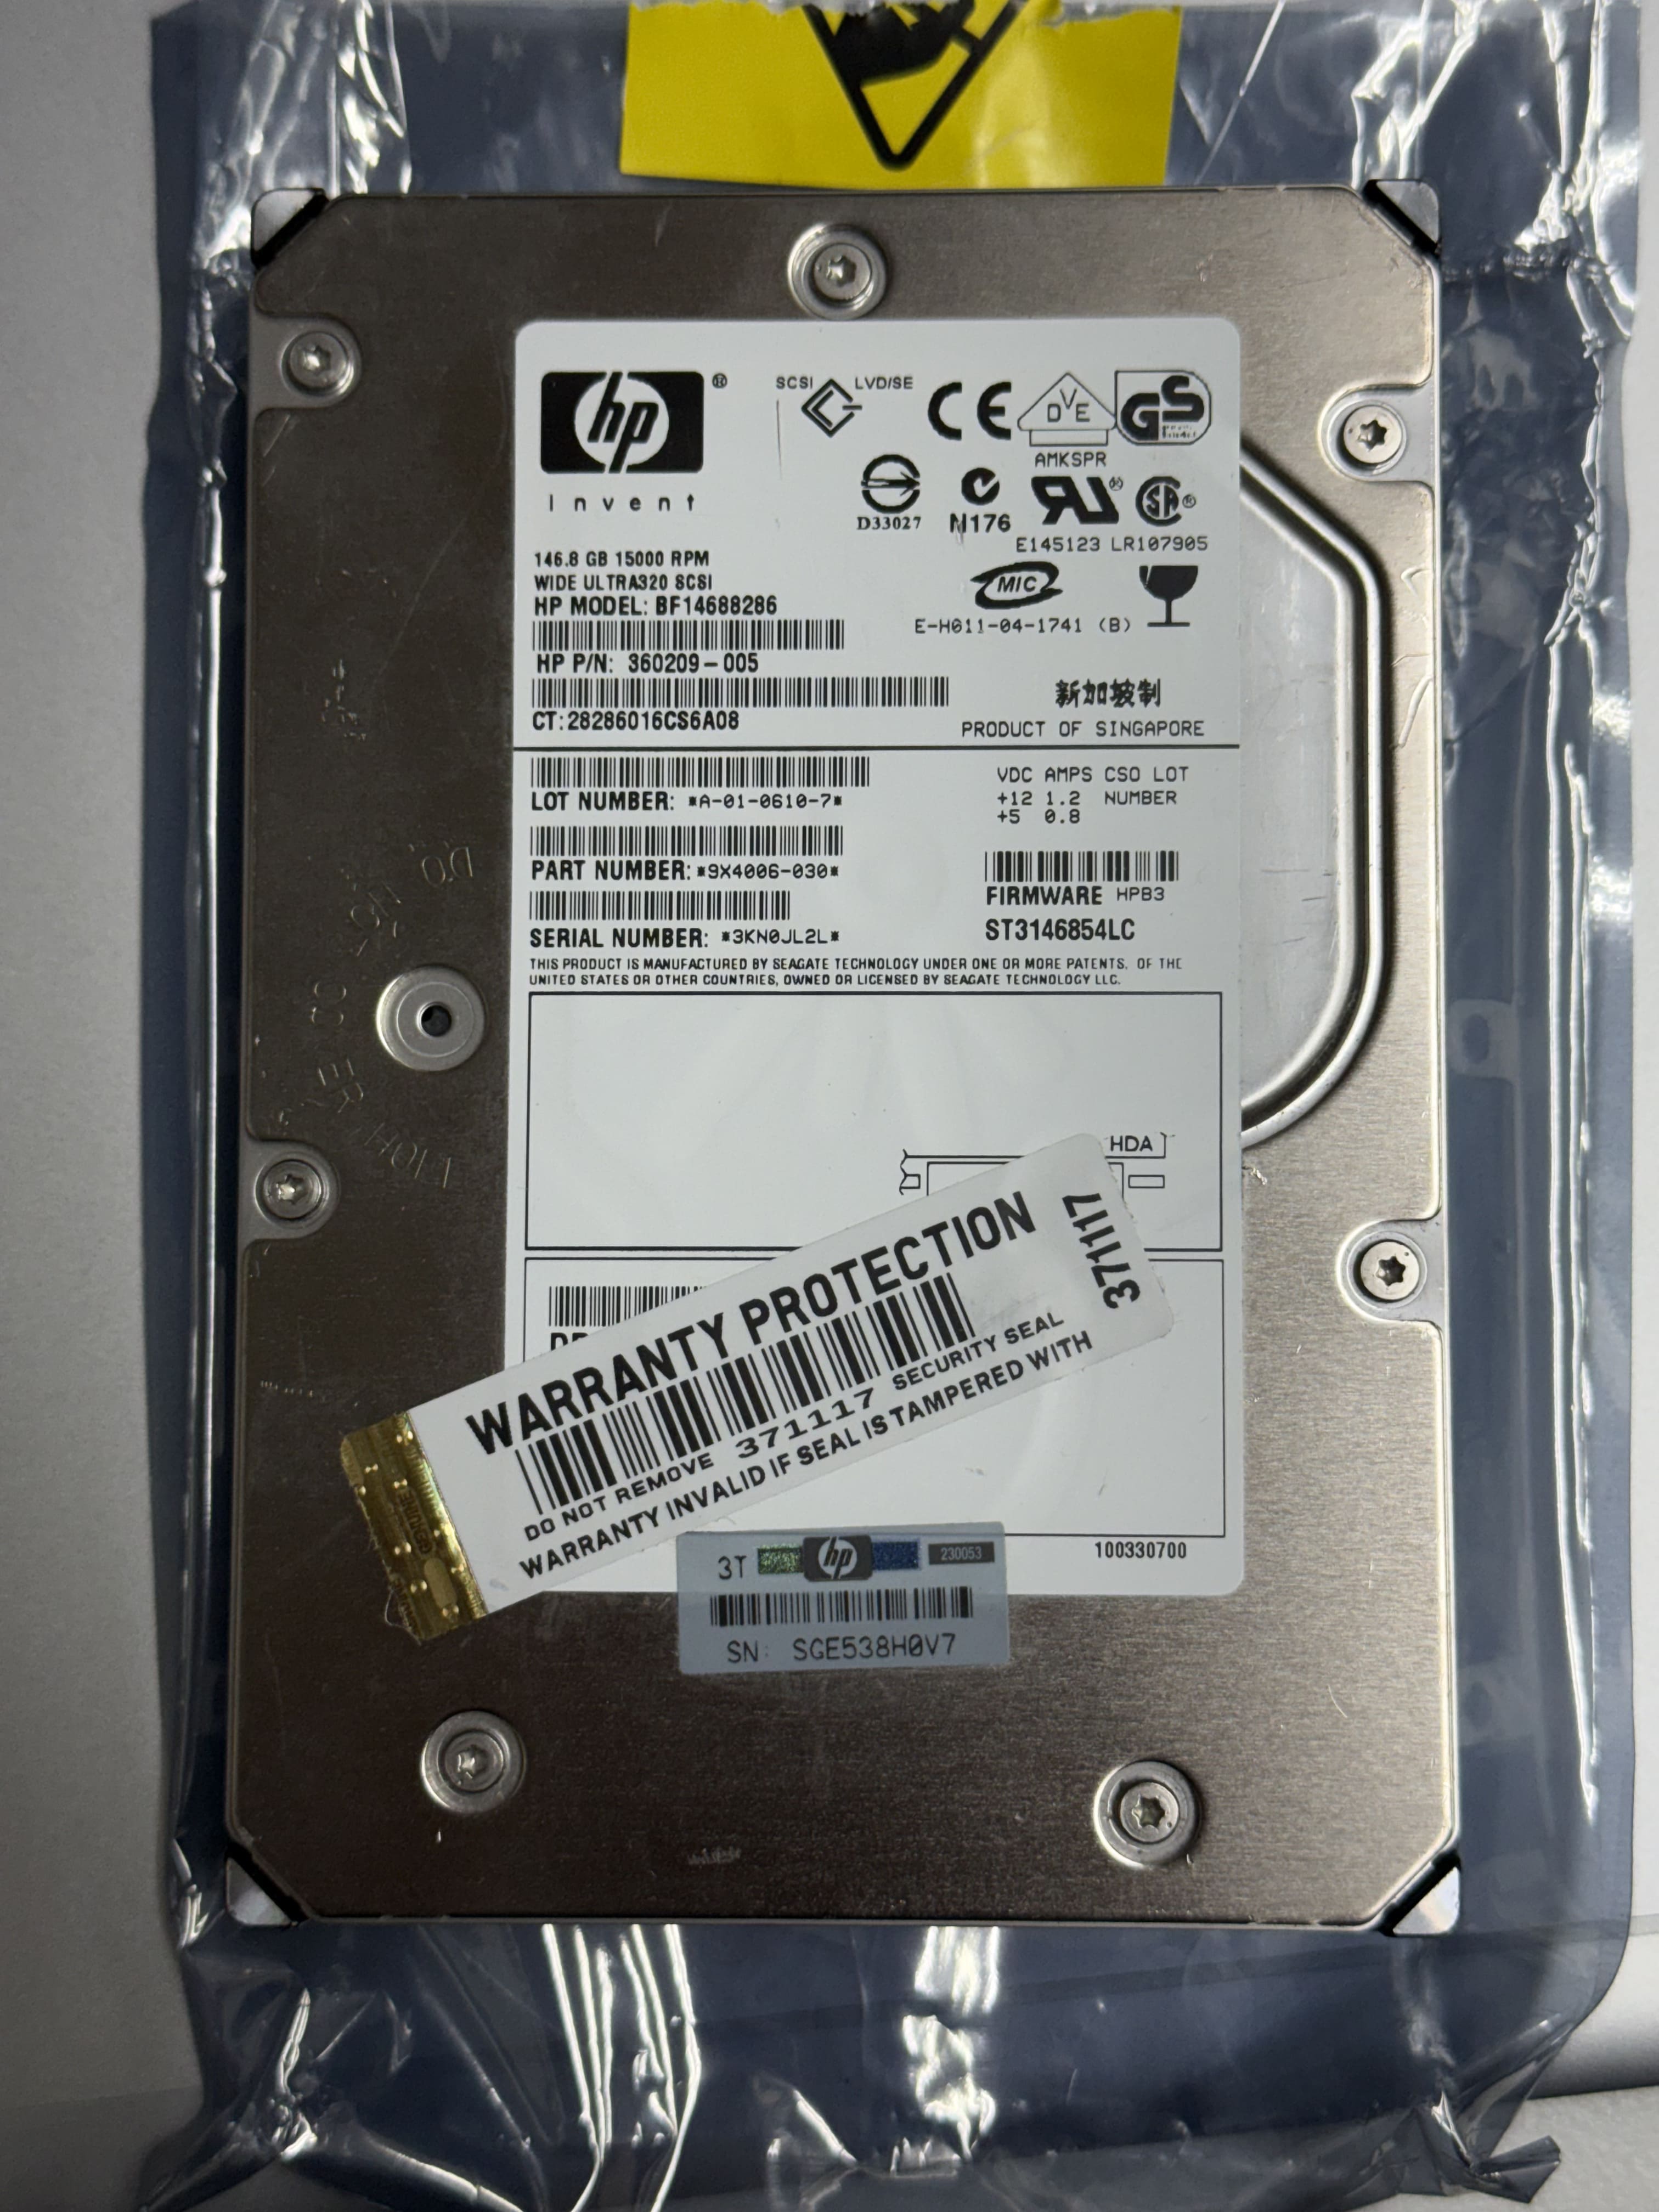 hp ®
invent
SCSI LVD/SE
CE
DVE
GS
AMKSPR
D33027
N176
RU ®
SA ®
E145123 LR107905
146.8 GB 15000 RPM
WIDE ULTRA320 SCSI
HP MODEL: BF14688286
MIC
E-H011-04-1741 (B)
HP P/N: 360209-005
CT:28286016CS6A08
新加坡制
PRODUCT OF SINGAPORE
LOT NUMBER: *A-01-0610-7*
VDC AMPS CSO LOT
+12 1.2 NUMBER
+5 0.8
PART NUMBER: *9X4006-030*
FIRMWARE HPB3
SERIAL NUMBER: *3KN0JL2L*
ST3146854LC
THIS PRODUCT IS MANUFACTURED BY SEAGATE TECHNOLOGY UNDER ONE OR MORE PATENTS. OF THE
UNITED STATES OR OTHER COUNTRIES, OWNED OR LICENSED BY SEAGATE TECHNOLOGY LLC.
HDA
WARRANTY PROTECTION
371117
DO NOT REMOVE 371117 SECURITY SEAL
WARRANTY INVALID IF SEAL IS TAMPERED WITH
100330700
3T hp 230053
SN: SGE538H0V7